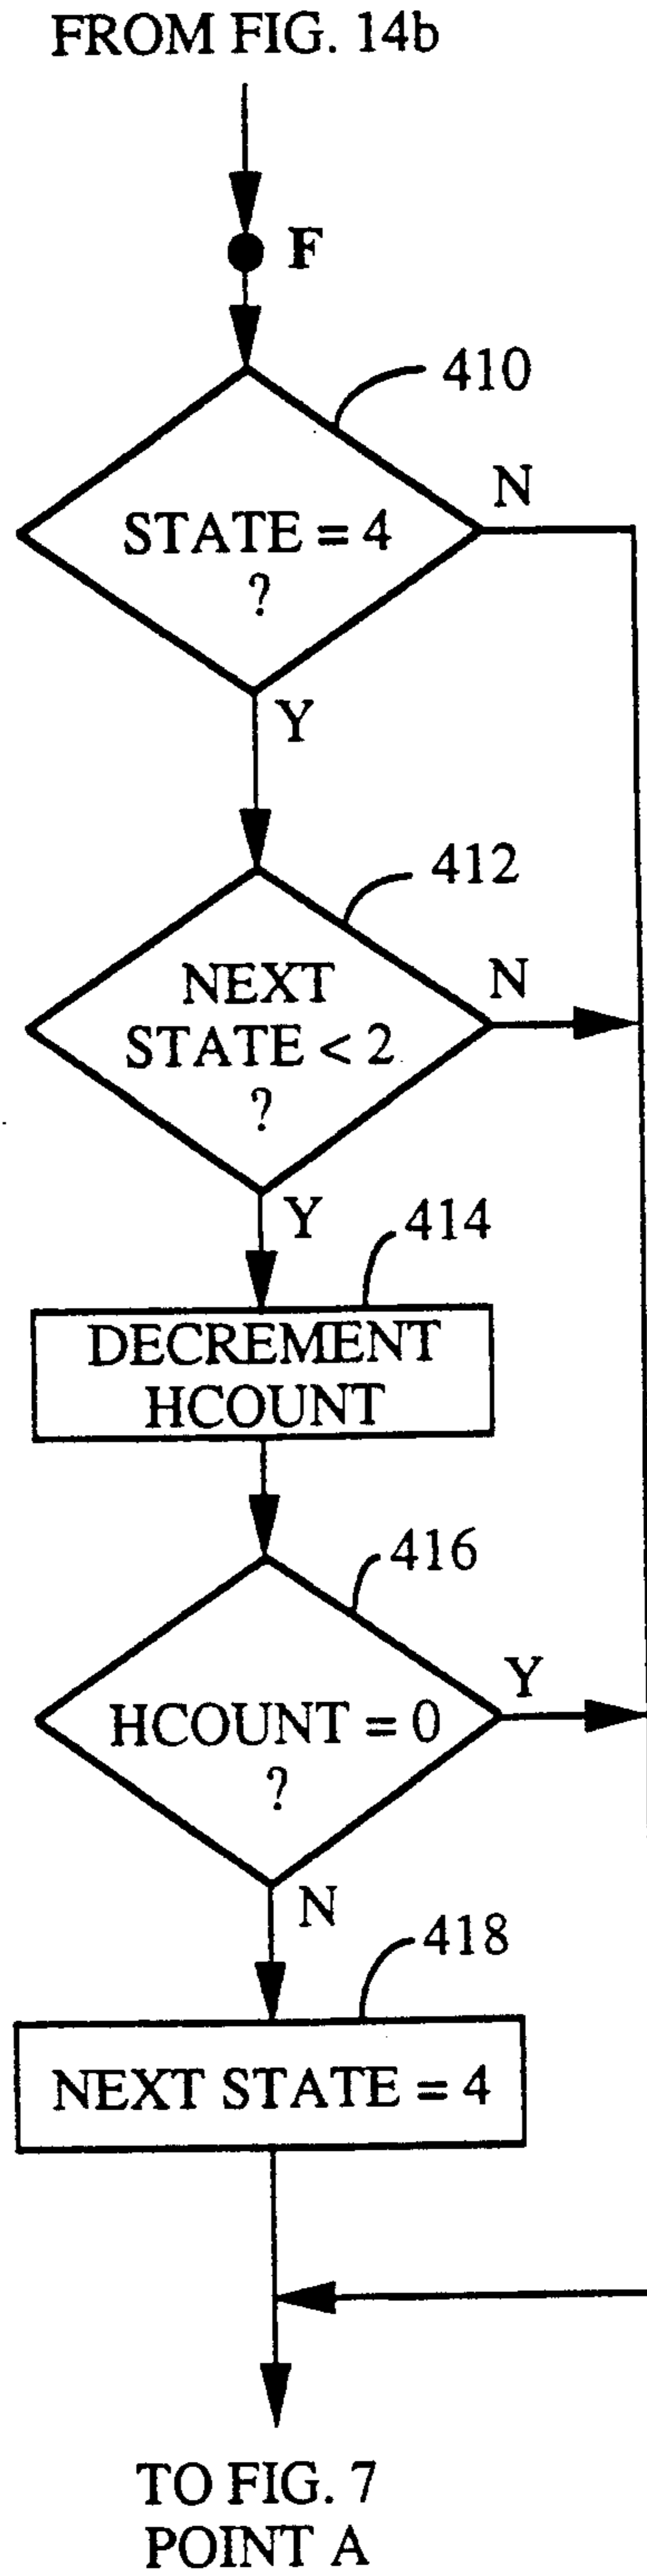 FROM FIG. 14b
F
410
STATE = 4
?
N
Y
412
NEXT
STATE < 2
?
N
Y
414
DECREMENT
HCOUNT
416
HCOUNT = 0
?
Y
N
418
NEXT STATE = 4
TO FIG. 7
POINT A